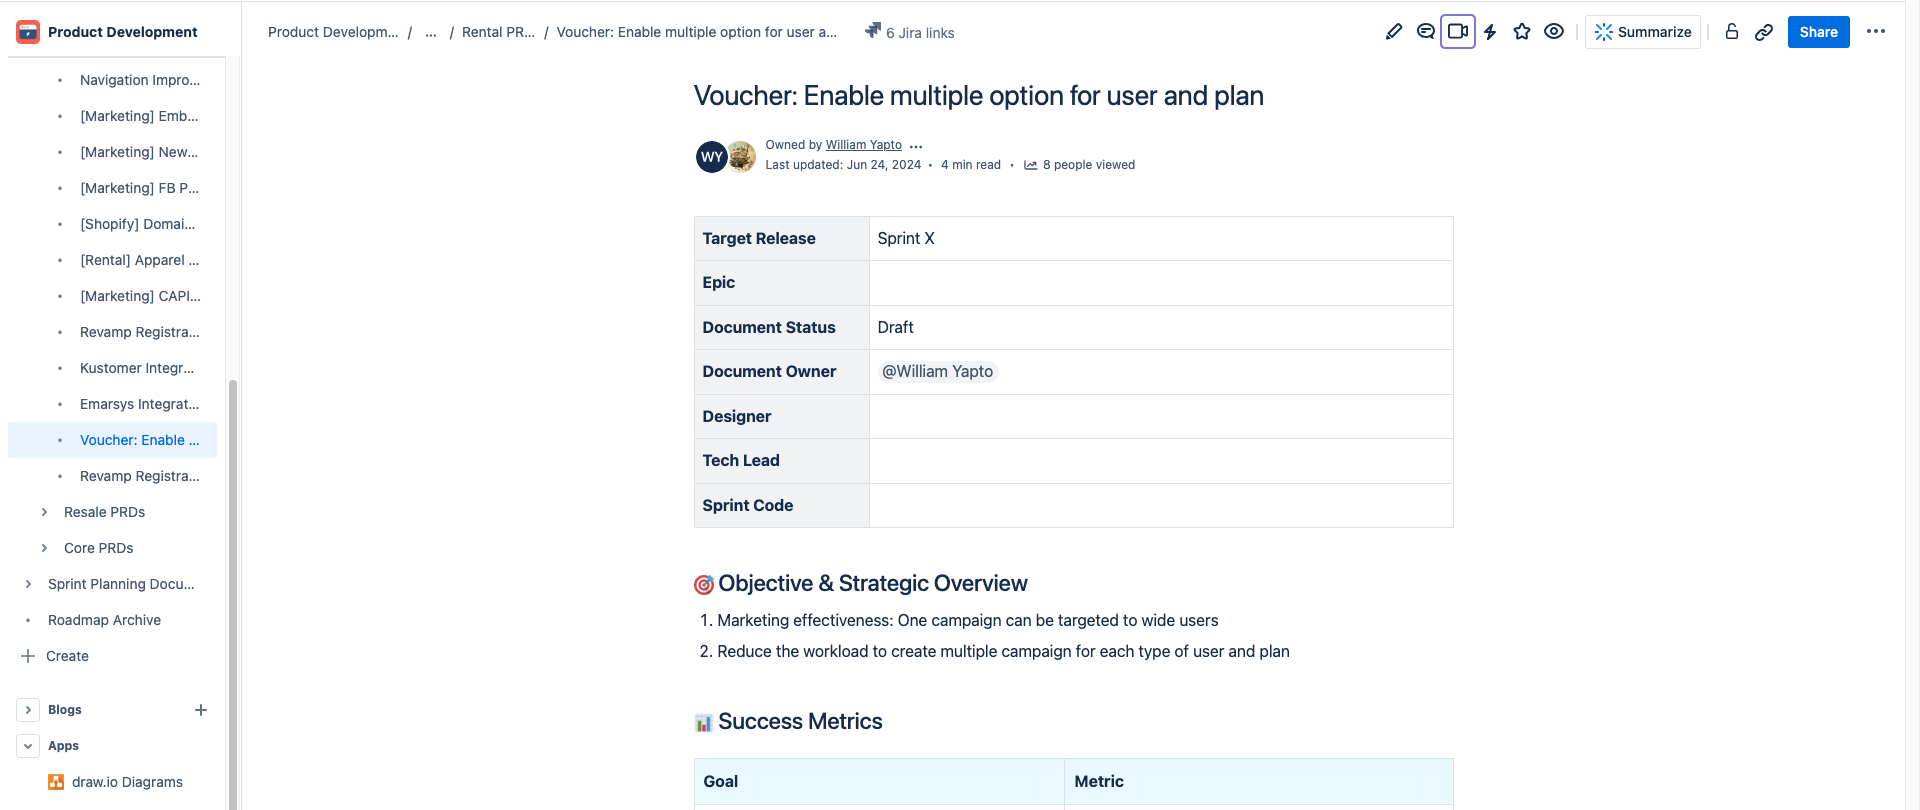 Product Development
Navigation Impro...
[Marketing] Emb...
[Marketing] New...
[Marketing] FB P...
[Shopify] Domai...
[Rental] Apparel ...
[Marketing] CAPI...
Revamp Registra...
Kustomer Integr...
Emarsys Integrat...
Voucher: Enable ...
Revamp Registra...
Resale PRDs
Core PRDs
Sprint Planning Docu...
Roadmap Archive
Create
Blogs
Apps
draw.io Diagrams
Product Developm... / ... / Rental PR... / Voucher: Enable multiple option for user a... 6 Jira links
Summarize
Share
Voucher: Enable multiple option for user and plan
WY
Owned by William Yapto
Last updated: Jun 24, 2024 • 4 min read • 8 people viewed
Target Release Sprint X
Epic
Document Status Draft
Document Owner @William Yapto
Designer
Tech Lead
Sprint Code
🎯 Objective & Strategic Overview
1. Marketing effectiveness: One campaign can be targeted to wide users
2. Reduce the workload to create multiple campaign for each type of user and plan
📊 Success Metrics
Goal Metric